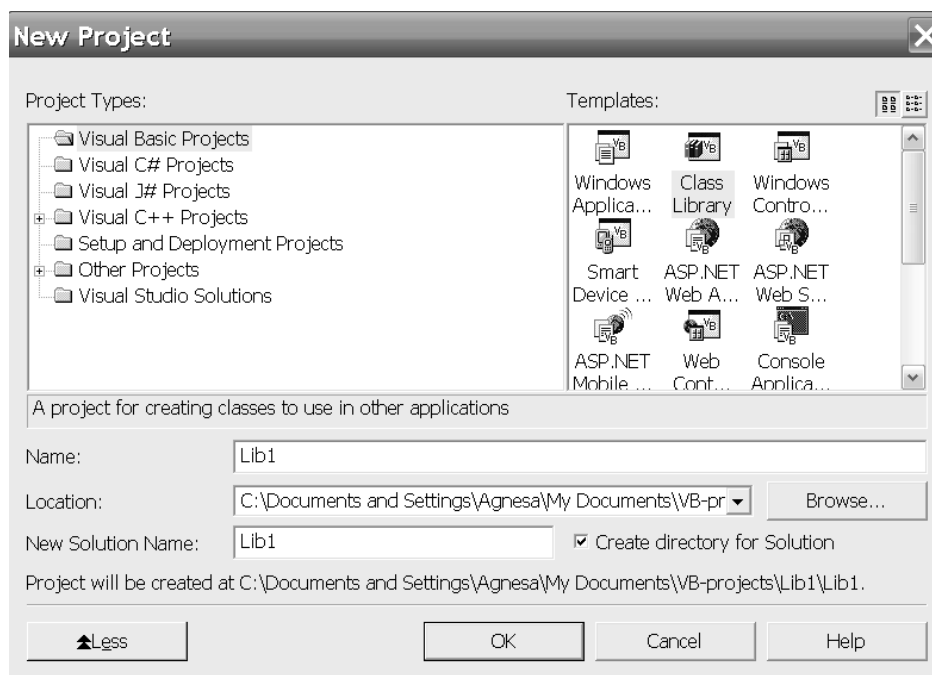 New Project
Project Types:
Templates:
Visual Basic Projects
Visual C# Projects
Visual J# Projects
Visual C++ Projects
Setup and Deployment Projects
Other Projects
Visual Studio Solutions
Windows Applica...
Class Library
Windows Contro...
Smart Device ...
ASP.NET Web A...
ASP.NET Web S...
ASP.NET Mobile ...
Web Cont...
Console Applica...
A project for creating classes to use in other applications
Name: Lib1
Location: C:\Documents and Settings\Agnesa\My Documents\VB-pr Browse...
New Solution Name: Lib1 Create directory for Solution
Project will be created at C:\Documents and Settings\Agnesa\My Documents\VB-projects\Lib1\Lib1.
Less OK Cancel Help